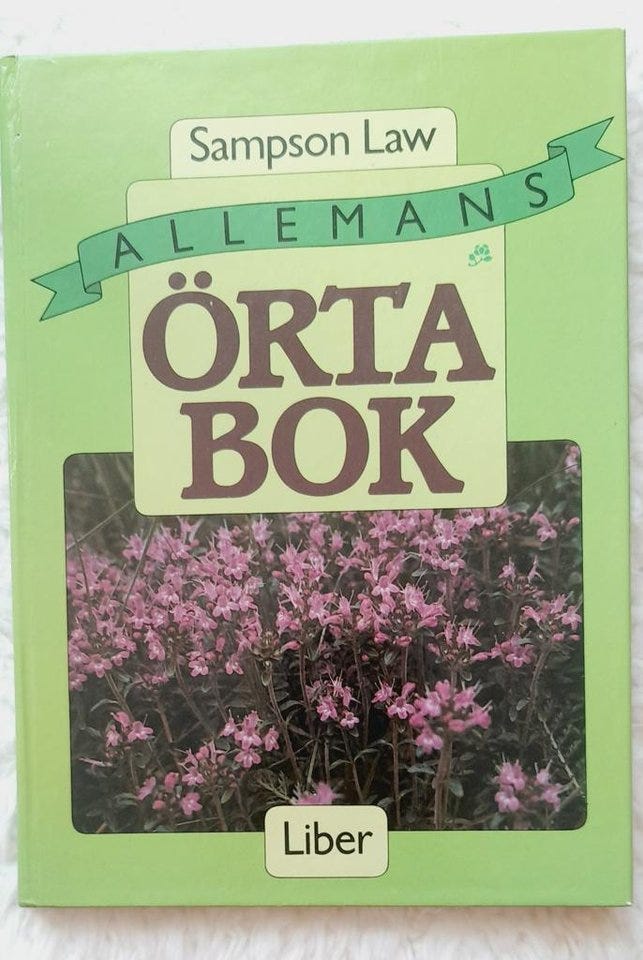 Sampson Law
ALLEMANS
ÖRTA
BOK
Liber